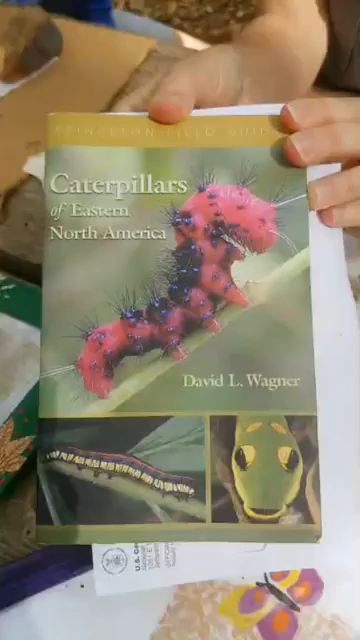 PRINCETON FIELD GUIDES
Caterpillars
of Eastern
North America
David L. Wagner
U.S.